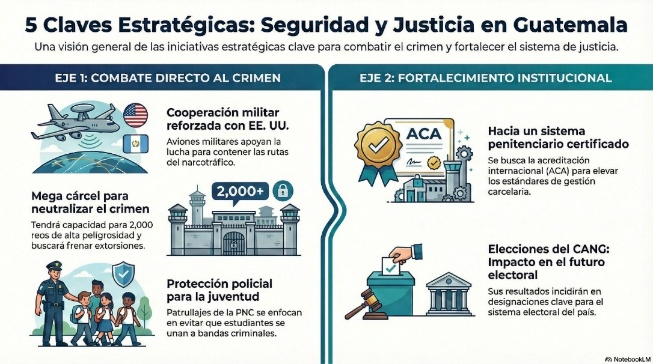 5 Claves Estratégicas: Seguridad y Justicia en Guatemala
Una visión general de las iniciativas estratégicas clave para combatir el crimen y fortalecer el sistema de justicia.
EJE 1: COMBATE DIRECTO AL CRIMEN
Cooperación militar
reforzada con EE. UU.
Aviones militares apoyan la
lucha para contener las rutas
del narcotráfico.
Mega cárcel para
neutralizar el crimen
Tendrá capacidad para 2,000
reos de alta peligrosidad y
buscará frenar extorsiones.
2,000+
Protección policial
para la juventud
Patrullajes de la PNC se enfocan
en evitar que estudiantes se
unan a bandas criminales.
EJE 2: FORTALECIMIENTO INSTITUCIONAL
ACA
Hacia un sistema
penitenciario certificado
Se busca la acreditación
internacional (ACA) para elevar
los estándares de gestión
carcelaria.
Elecciones del CANG:
Impacto en el futuro
electoral
Sus resultados incidirán en
designaciones clave para el
sistema electoral del país.
NotebookLM